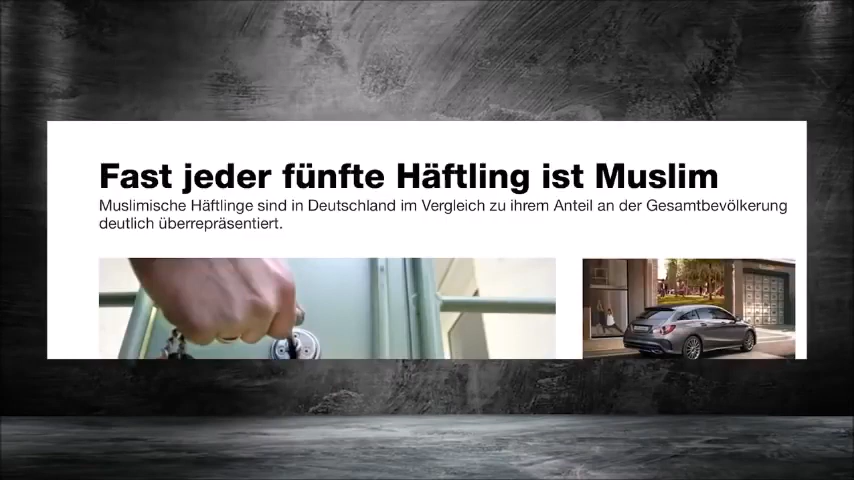 Fast jeder fünfte Häftling ist Muslim
Muslimische Häftlinge sind in Deutschland im Vergleich zu ihrem Anteil an der Gesamtbevölkerung
deutlich überrepräsentiert.